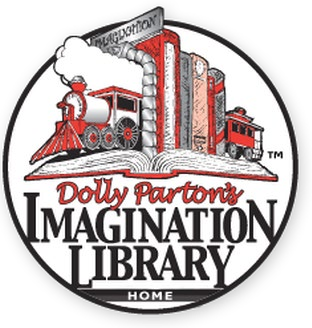 IMAGINATION
TM
Dolly Parton's
IMAGINATION
LIBRARY
HOME